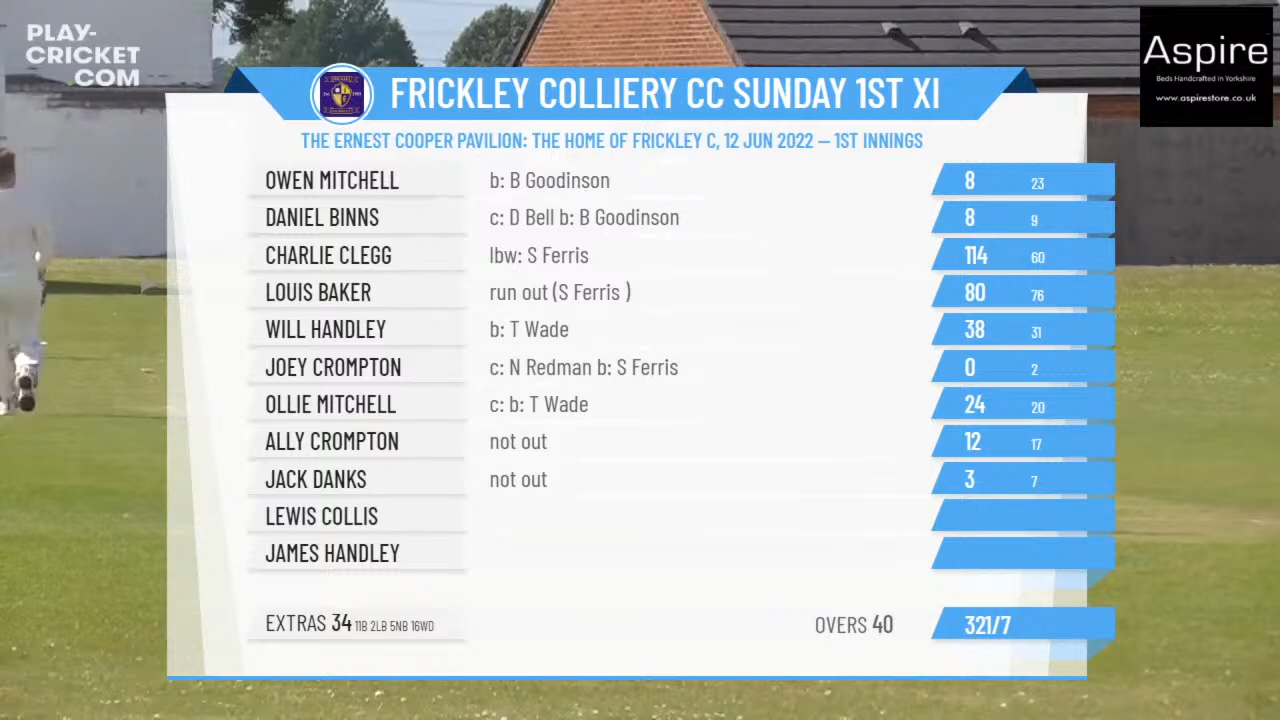 PLAY-
CRICKET
.COM
Aspire
Beds Handcrafted in Yorkshire
www.aspirestore.co.uk
FRICKLEY COLLIERY CC SUNDAY 1ST XI
THE ERNEST COOPER PAVILION: THE HOME OF FRICKLEY C, 12 JUN 2022 – 1ST INNINGS
OWEN MITCHELL b: B Goodinson 8 23
DANIEL BINNS c: D Bell b: B Goodinson 8 9
CHARLIE CLEGG lbw: S Ferris 114 60
LOUIS BAKER run out (S Ferris ) 80 76
WILL HANDLEY b: T Wade 38 31
JOEY CROMPTON c: N Redman b: S Ferris 0 2
OLLIE MITCHELL c: b: T Wade 24 20
ALLY CROMPTON not out 12 17
JACK DANKS not out 3 7
LEWIS COLLIS
JAMES HANDLEY
EXTRAS 34 11B 2LB 5NB 16WD OVERS 40 321/7